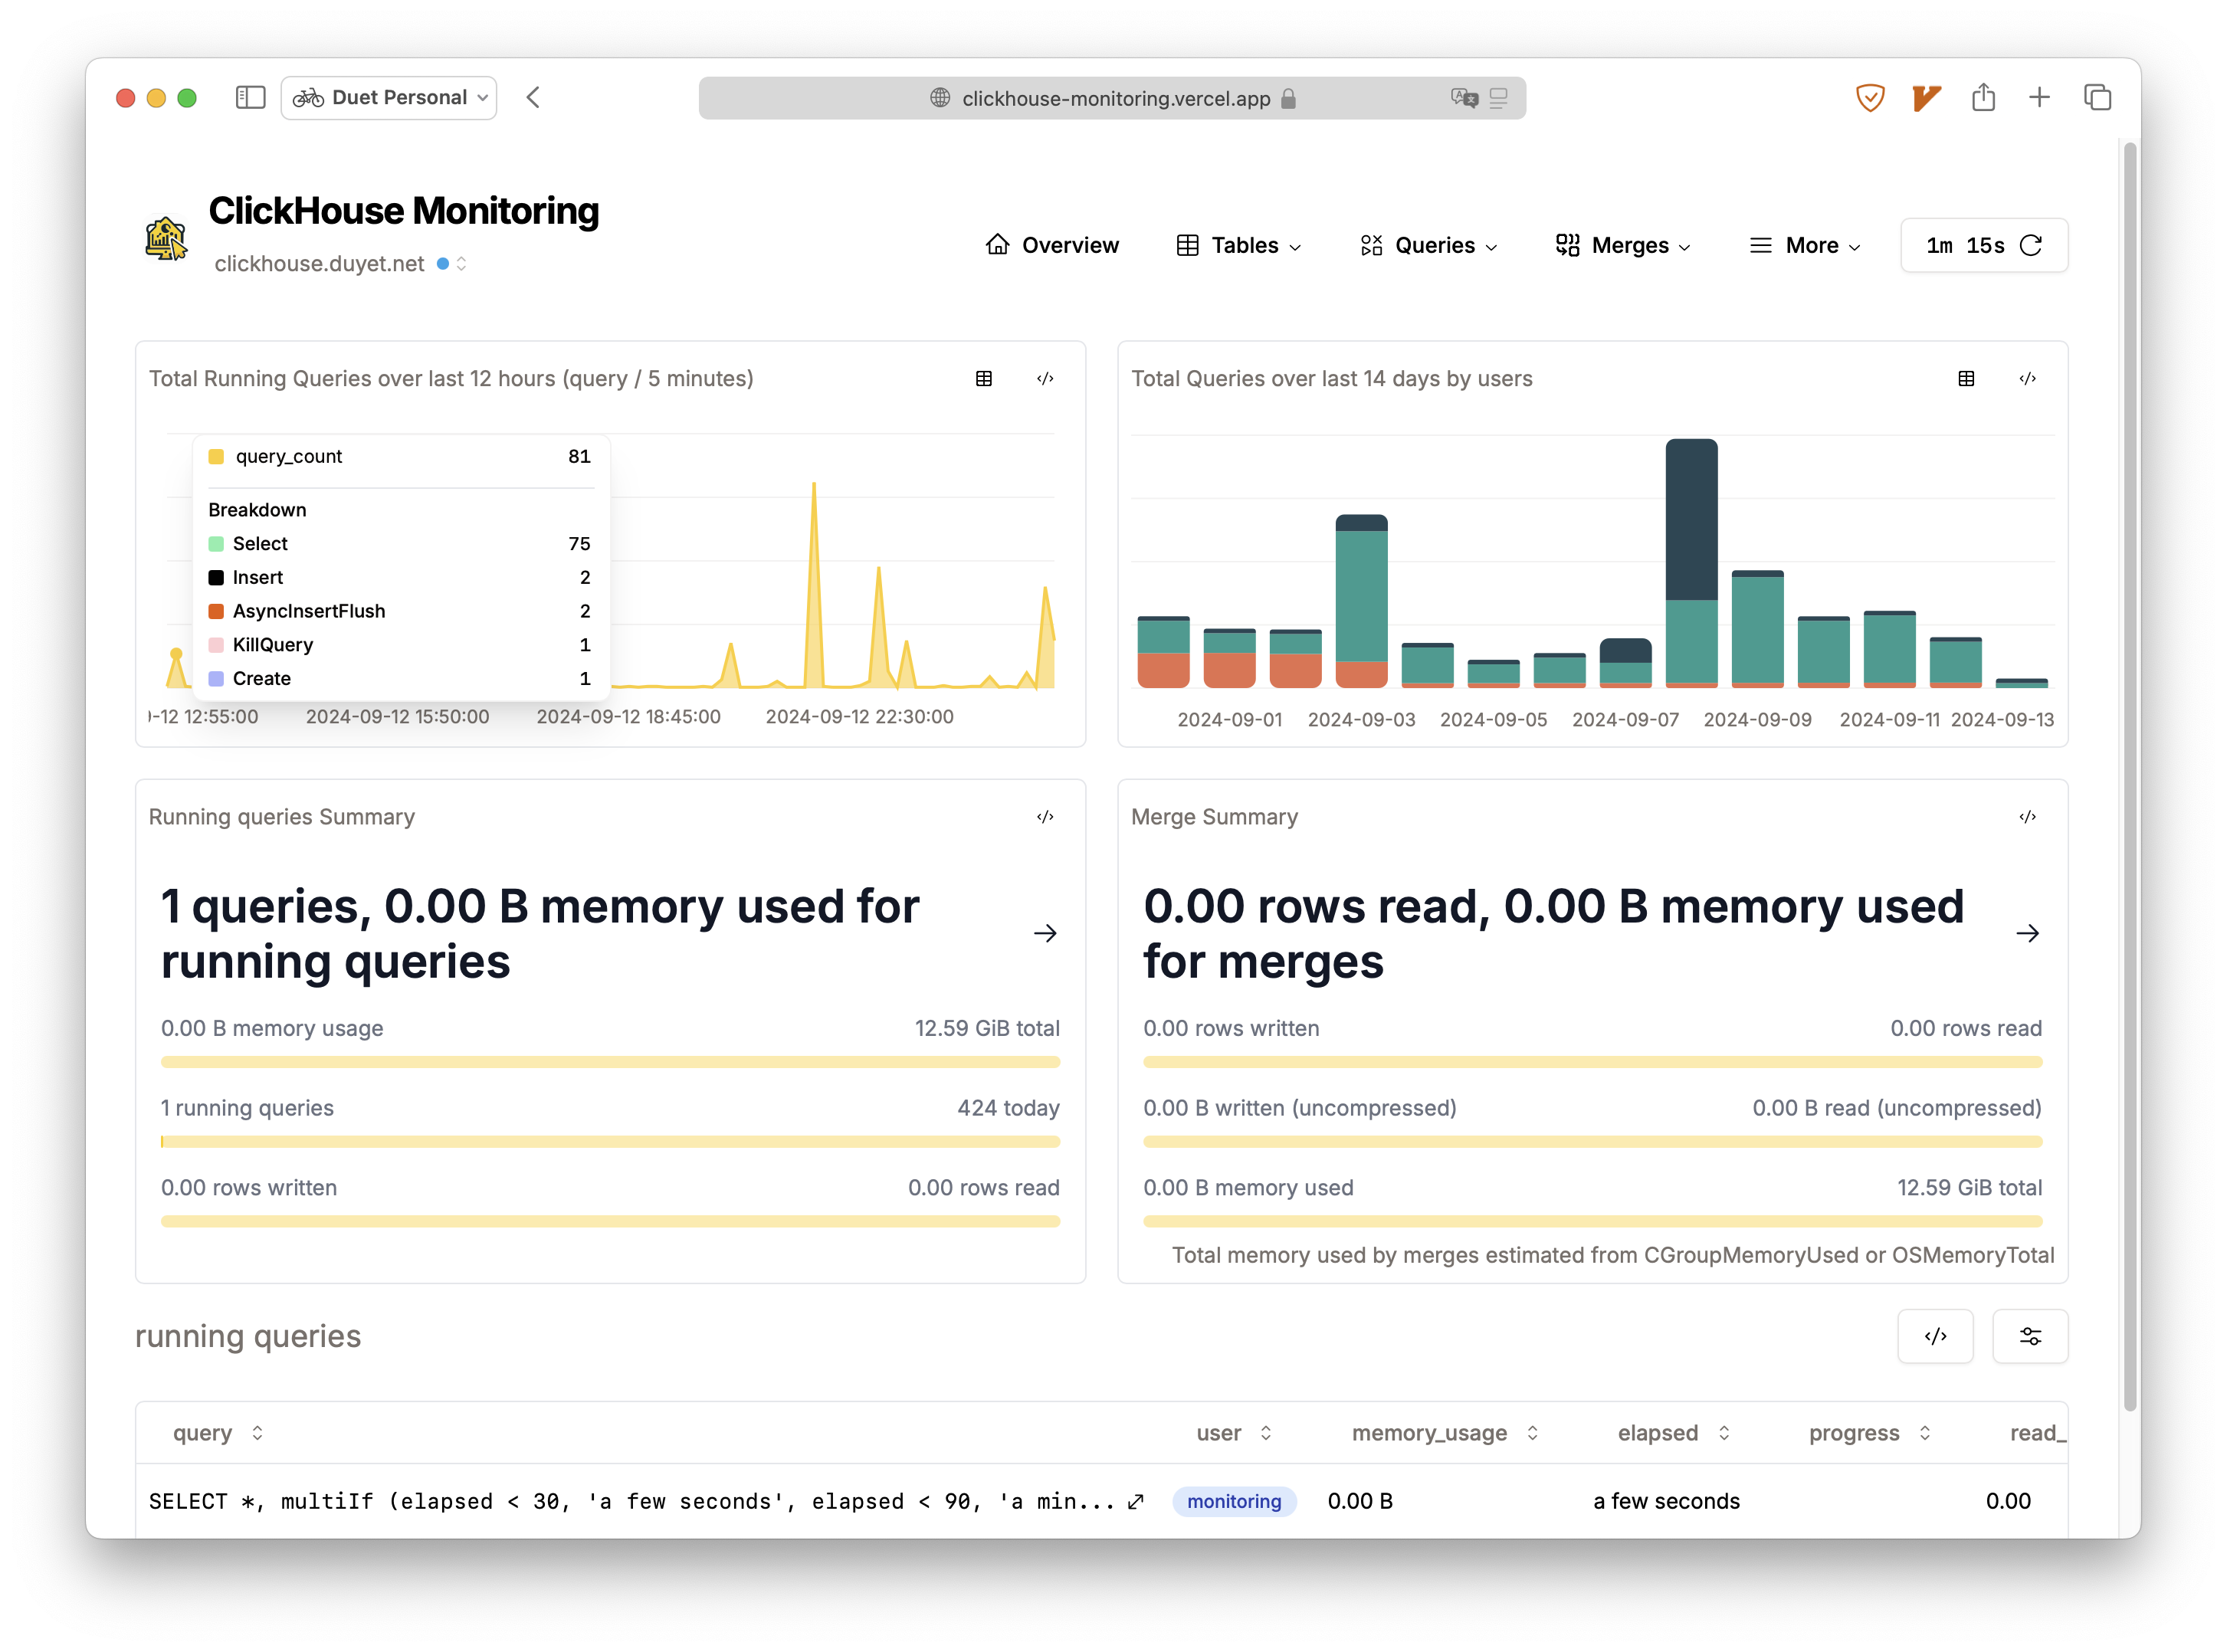 Duet Personal
clickhouse-monitoring.vercel.app
ClickHouse Monitoring
clickhouse.duyet.net
Overview
Tables
Queries
Merges
More
1m 15s
Total Running Queries over last 12 hours (query / 5 minutes)
query_count 81
Breakdown
Select 75
Insert 2
AsyncInsertFlush 2
KillQuery 1
Create 1
-12 12:55:00 2024-09-12 15:50:00 2024-09-12 18:45:00 2024-09-12 22:30:00
Total Queries over last 14 days by users
2024-09-01 2024-09-03 2024-09-05 2024-09-07 2024-09-09 2024-09-11 2024-09-13
Running queries Summary
1 queries, 0.00 B memory used for
running queries
0.00 B memory usage 12.59 GiB total
1 running queries 424 today
0.00 rows written 0.00 rows read
Merge Summary
0.00 rows read, 0.00 B memory used
for merges
0.00 rows written 0.00 rows read
0.00 B written (uncompressed) 0.00 B read (uncompressed)
0.00 B memory used 12.59 GiB total
Total memory used by merges estimated from CGroupMemoryUsed or OSMemoryTotal
running queries
query user memory_usage elapsed progress read_
SELECT *, multiIf (elapsed < 30, 'a few seconds', elapsed < 90, 'a min... monitoring 0.00 B a few seconds 0.00